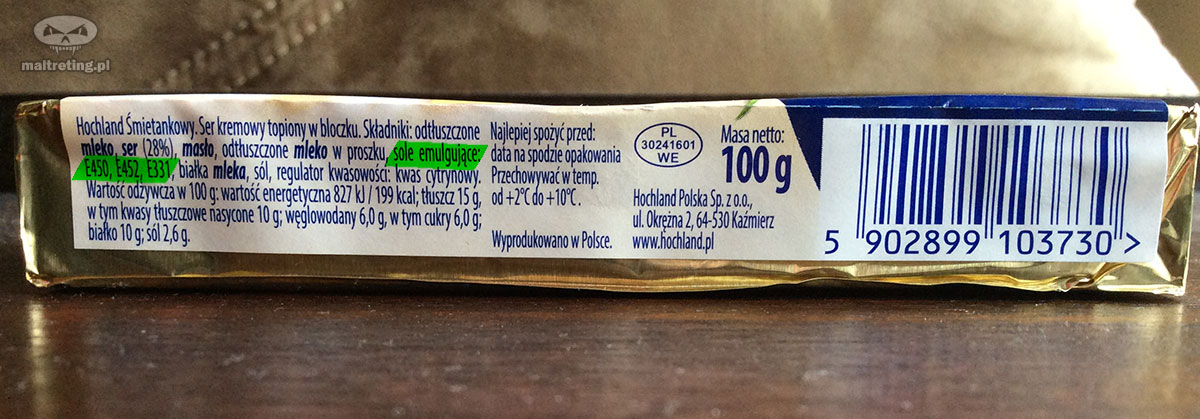 maltreting.pl
Hochland Śmietankowy. Ser kremowy topiony w bloczku. Składniki: odtłuszczone
mleko, ser (28%), masło, odtłuszczone mleko w proszku, sole emulgujące:
E450, E452, E331, białka mleka, sól, regulator kwasowości: kwas cytrynowy.
Wartość odżywcza w 100 g: wartość energetyczna 827 kJ / 199 kcal; tłuszcz 15 g,
w tym kwasy tłuszczowe nasycone 10 g; węglowodany 6,0 g, w tym cukry 6,0 g;
białko 10 g; sól 2,6 g.
Najlepiej spożyć przed:
data na spodzie opakowania
Przechowywać w temp.
od +2°C do +10°C.
Wyprodukowano w Polsce.
PL
30241601
WE
Masa netto:
100 g
Hochland Polska Sp. z o.o.,
ul. Okrężna 2, 64-530 Kaźmierz
www.hochland.pl
5 902899 103730 >